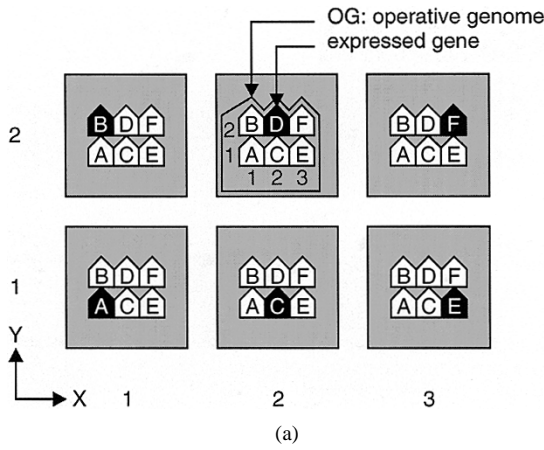 OG: operative genome
expressed gene
2
B D F
A C E
2 B D F
1 A C E
1 2 3
B D F
A C E
1
B D F
A C E
B D F
A C E
B D F
A C E
Y
X 1 2 3
(a)